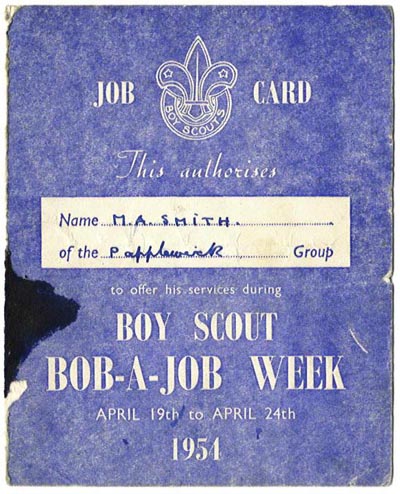 JOB CARD
BOY SCOUTS
This authorises
Name M.A. SMITH.
of the Papplewick Group
to offer his services during
BOY SCOUT
BOB-A-JOB WEEK
APRIL 19th to APRIL 24th
1954